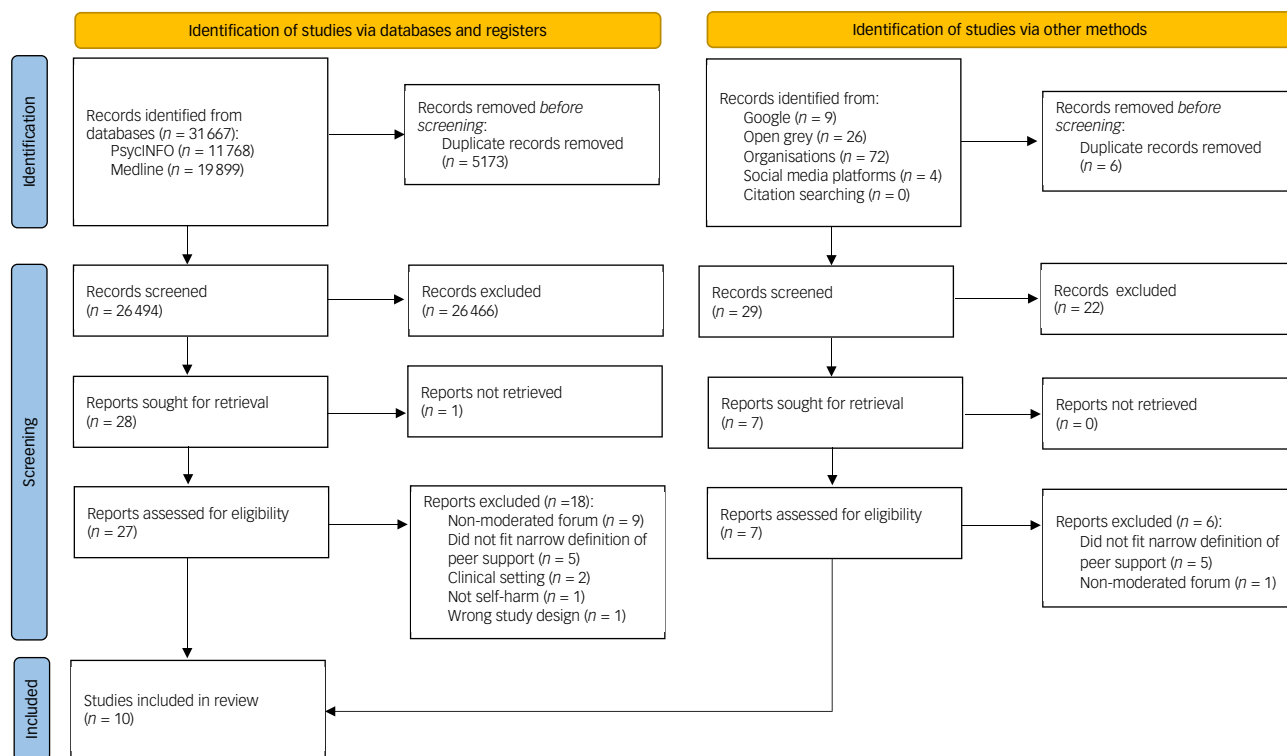 Identification of studies via databases and registers
Identification of studies via other methods
Identification
Records identified from
databases (n = 31 667):
PsycINFO (n = 11 768)
Medline (n = 19 899)
Records removed before
screening:
Duplicate records removed
(n = 5173)
Records identified from:
Google (n = 9)
Open grey (n = 26)
Organisations (n = 72)
Social media platforms (n = 4)
Citation searching (n = 0)
Records removed before
screening:
Duplicate records removed
(n = 6)
Screening
Records screened
(n = 26 494)
Records excluded
(n = 26 466)
Records screened
(n = 29)
Records excluded
(n = 22)
Reports sought for retrieval
(n = 28)
Reports not retrieved
(n = 1)
Reports sought for retrieval
(n = 7)
Reports not retrieved
(n = 0)
Reports assessed for eligibility
(n = 27)
Reports excluded (n =18):
Non-moderated forum (n = 9)
Did not fit narrow definition of
peer support (n = 5)
Clinical setting (n = 2)
Not self-harm (n = 1)
Wrong study design (n = 1)
Reports assessed for eligibility
(n = 7)
Reports excluded (n = 6):
Did not fit narrow definition of
peer support (n = 5)
Non-moderated forum (n = 1)
Included
Studies included in review
(n = 10)